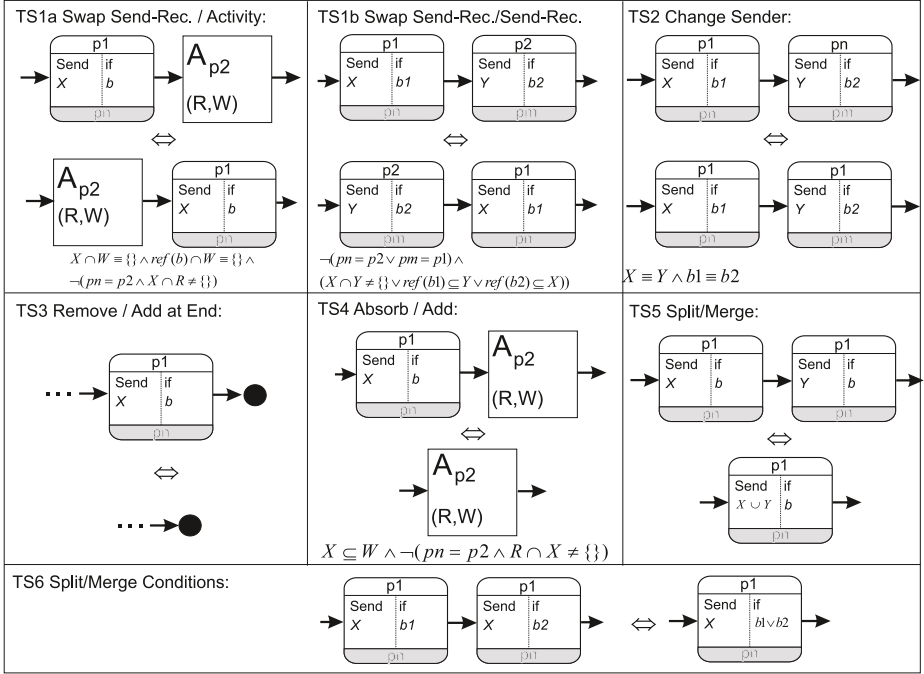 TS1a Swap Send-Rec. / Activity:
p1
Send if
X b
pn
A p2
(R,W)
⇔
A p2
(R,W)
p1
Send if
X b
pn
X ∩ W ≡ {} ∧ ref(b) ∩ W ≡ {} ∧
¬(pn = p2 ∧ X ∩ R ≠ {})
TS1b Swap Send-Rec./Send-Rec.
p1
Send if
X b1
pn
p2
Send if
Y b2
pm
⇔
p2
Send if
Y b2
pm
p1
Send if
X b1
pn
¬(pn = p2 ∨ pm = p1) ∧
(X ∩ Y ≠ {} ∨ ref(b1) ⊆ Y ∨ ref(b2) ⊆ X))
TS2 Change Sender:
p1
Send if
X b1
pn
pn
Send if
Y b2
pm
⇔
p1
Send if
X b1
pn
p1
Send if
Y b2
pm
X ≡ Y ∧ b1 ≡ b2
TS3 Remove / Add at End:
p1
Send if
X b
pn
⇔
TS4 Absorb / Add:
p1
Send if
X b
pn
A p2
(R,W)
⇔
A p2
(R,W)
X ⊆ W ∧ ¬(pn = p2 ∧ R ∩ X ≠ {})
TS5 Split/Merge:
p1
Send if
X b
pn
p1
Send if
Y b
pn
⇔
p1
Send if
X ∪ Y b
pn
TS6 Split/Merge Conditions:
p1
Send if
X b1
pn
p1
Send if
X b2
pn
⇔
p1
Send if
X b1∨b2
pn